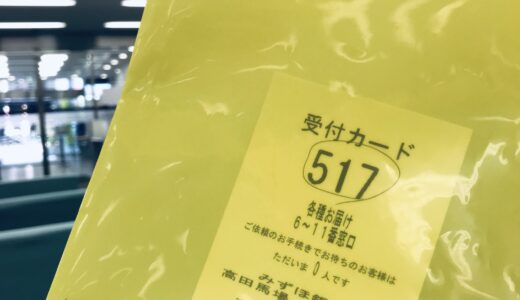 受付カード
517
各種お届け
6～11番窓口
ご依頼のお手続きでお待ちのお客様は
ただいま 0人です
みずほ銀
高田馬場